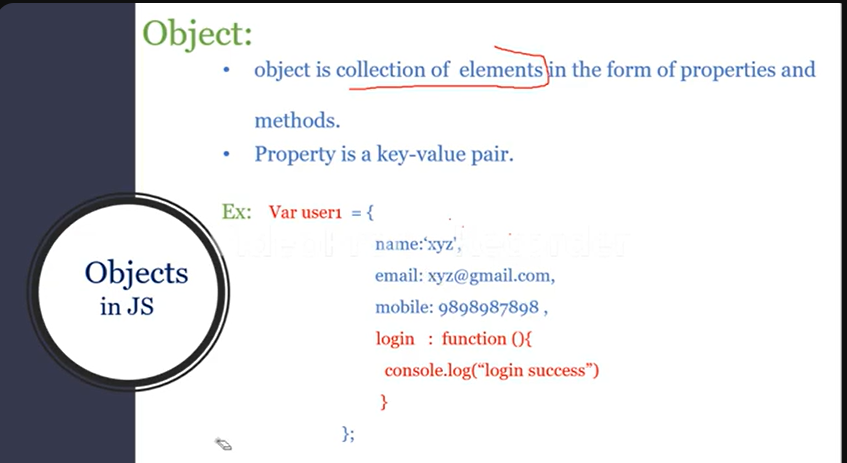 Object:
• object is collection of elements in the form of properties and
methods.
• Property is a key-value pair.
Ex: Var user1 = {
name:‘xyz’,
email: xyz@gmail.com,
mobile: 9898987898 ,
Objects
in JS
login : function (){
console.log(“login success”)
}
};